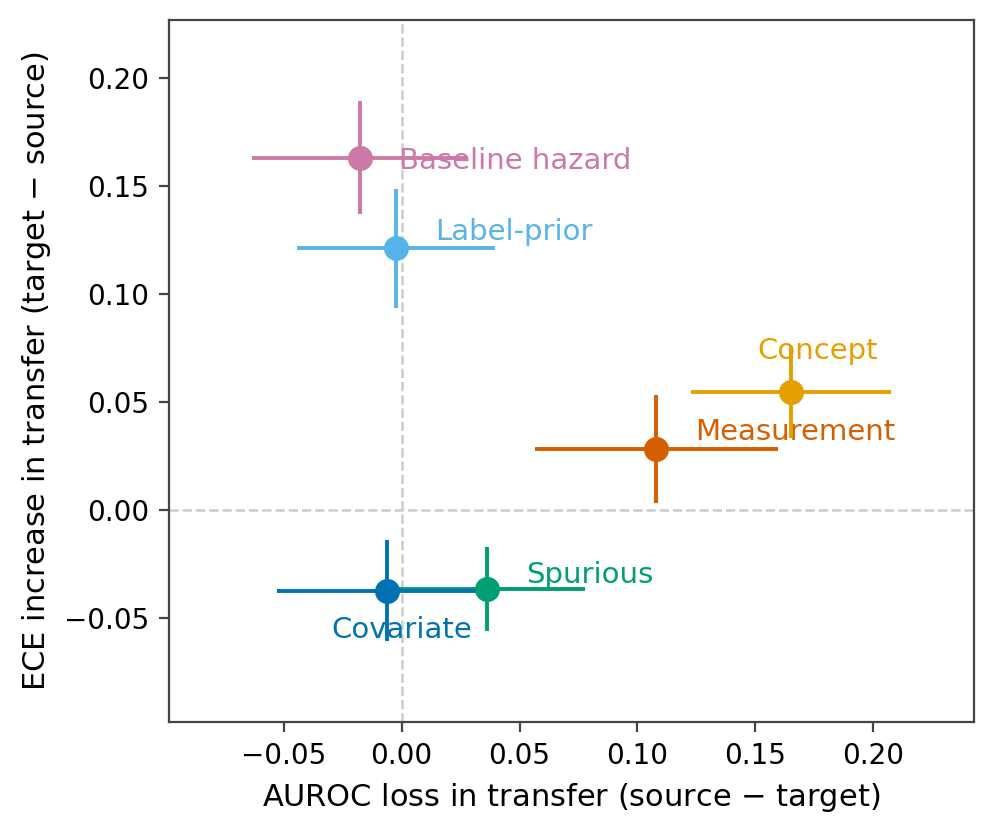 ECE increase in transfer (target − source)
0.20
0.15
0.10
0.05
0.00
−0.05
Baseline hazard
Label-prior
Concept
Measurement
Spurious
Covariate
−0.05 0.00 0.05 0.10 0.15 0.20
AUROC loss in transfer (source − target)